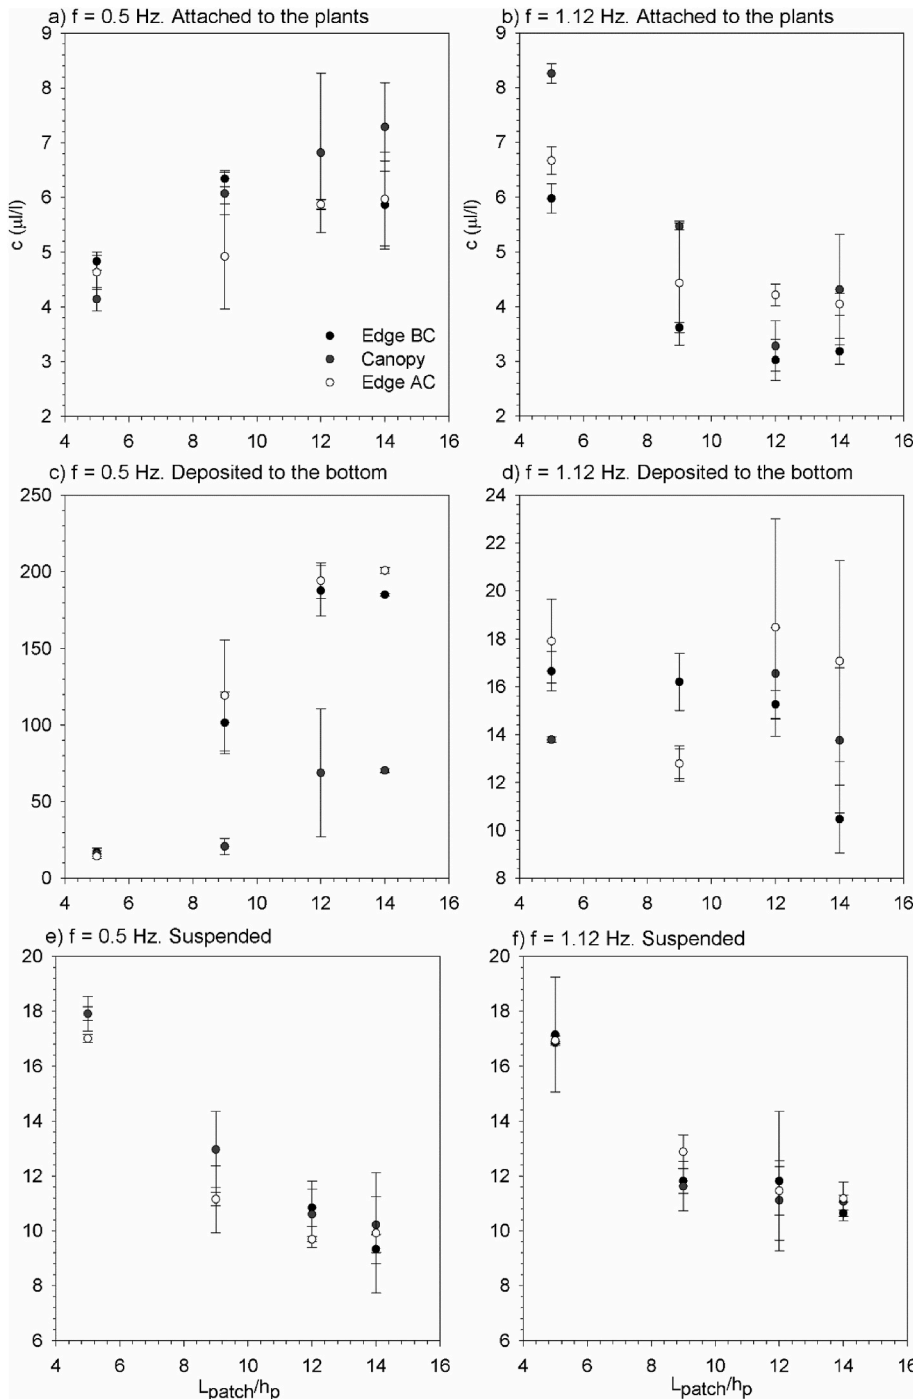 a) f = 0.5 Hz. Attached to the plants
b) f = 1.12 Hz. Attached to the plants
9
8
7
6
5
4
3
2
c (µl/l)
Edge BC
Canopy
Edge AC
4 6 8 10 12 14 16
9
8
7
6
5
4
3
2
4 6 8 10 12 14 16
c) f = 0.5 Hz. Deposited to the bottom
d) f = 1.12 Hz. Deposited to the bottom
250
200
150
100
50
0
4 6 8 10 12 14 16
24
22
20
18
16
14
12
10
8
4 6 8 10 12 14 16
e) f = 0.5 Hz. Suspended
f) f = 1.12 Hz. Suspended
20
18
16
14
12
10
8
6
4 6 8 10 12 14 16
L_patch/h_p
20
18
16
14
12
10
8
6
4 6 8 10 12 14 16
L_patch/h_p